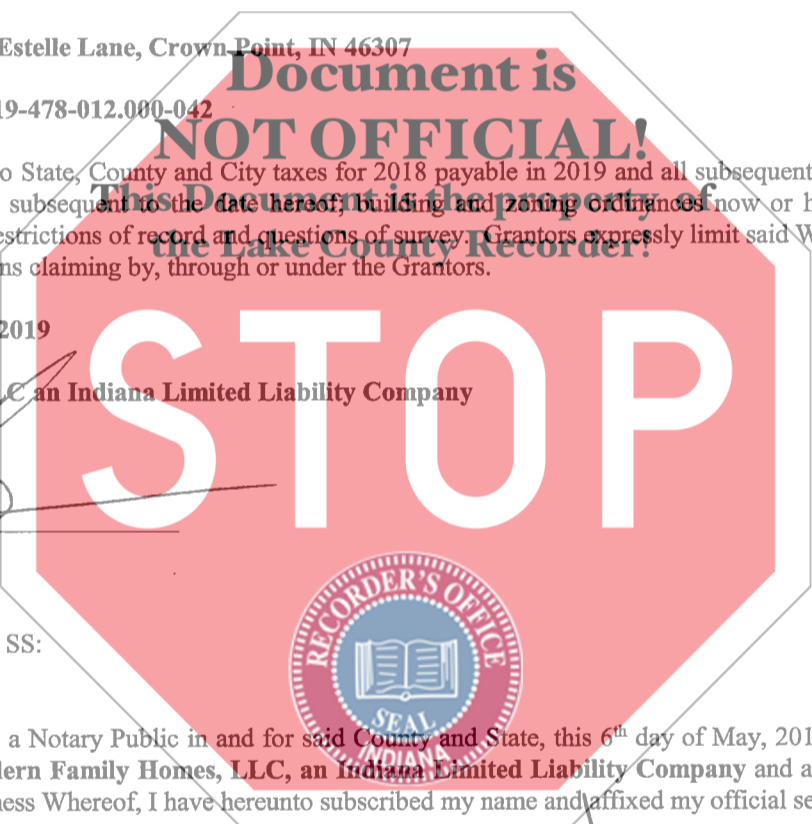 Estelle Lane, Crown Point, IN 46307
Document is
19-478-012.000-042
NOT OFFICIAL!
o State, County and City taxes for 2018 payable in 2019 and all subsequent
This Document is the property of
subsequent to the date hereof; building and zoning ordinances now or h
the Lake County Recorder!
estrictions of record and questions of survey. Grantors expressly limit said W
ns claiming by, through or under the Grantors.
2019
C an Indiana Limited Liability Company
STOP
RECORDER'S OFFICE
SEAL
INDIANA
SS:
a Notary Public in and for said County and State, this 6th day of May, 201
lern Family Homes, LLC, an Indiana Limited Liability Company and a
ness Whereof, I have hereunto subscribed my name and affixed my official se